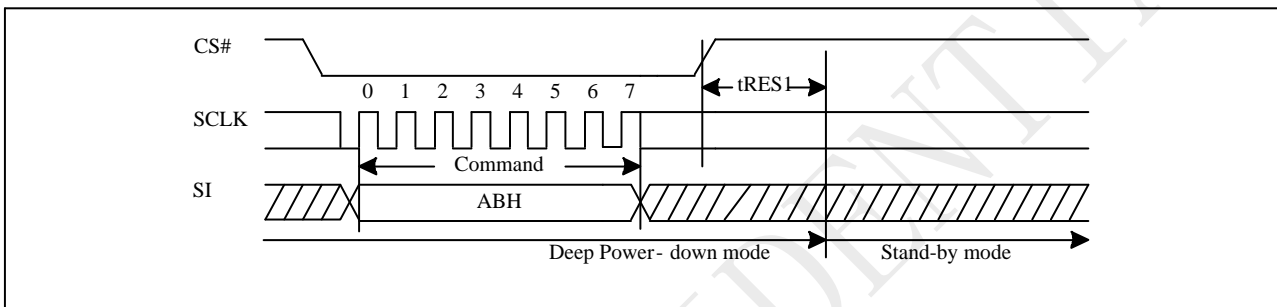 CS#
tRES1
0 1 2 3 4 5 6 7
SCLK
Command
SI
ABH
Deep Power- down mode
Stand-by mode